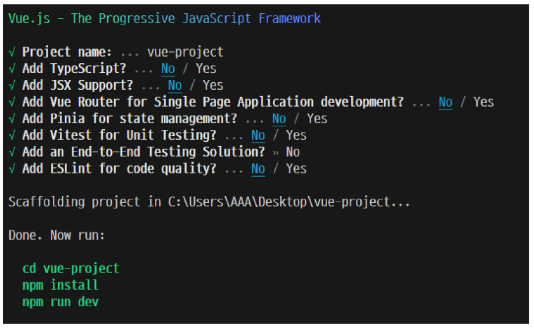 Vue.js - The Progressive JavaScript Framework
√ Project name: ... vue-project
√ Add TypeScript? ... No / Yes
√ Add JSX Support? ... No / Yes
√ Add Vue Router for Single Page Application development? ... No / Yes
√ Add Pinia for state management? ... No / Yes
√ Add Vitest for Unit Testing? ... No / Yes
√ Add an End-to-End Testing Solution? » No
√ Add ESLint for code quality? ... No / Yes
Scaffolding project in C:\Users\AAA\Desktop\vue-project...
Done. Now run:
cd vue-project
npm install
npm run dev